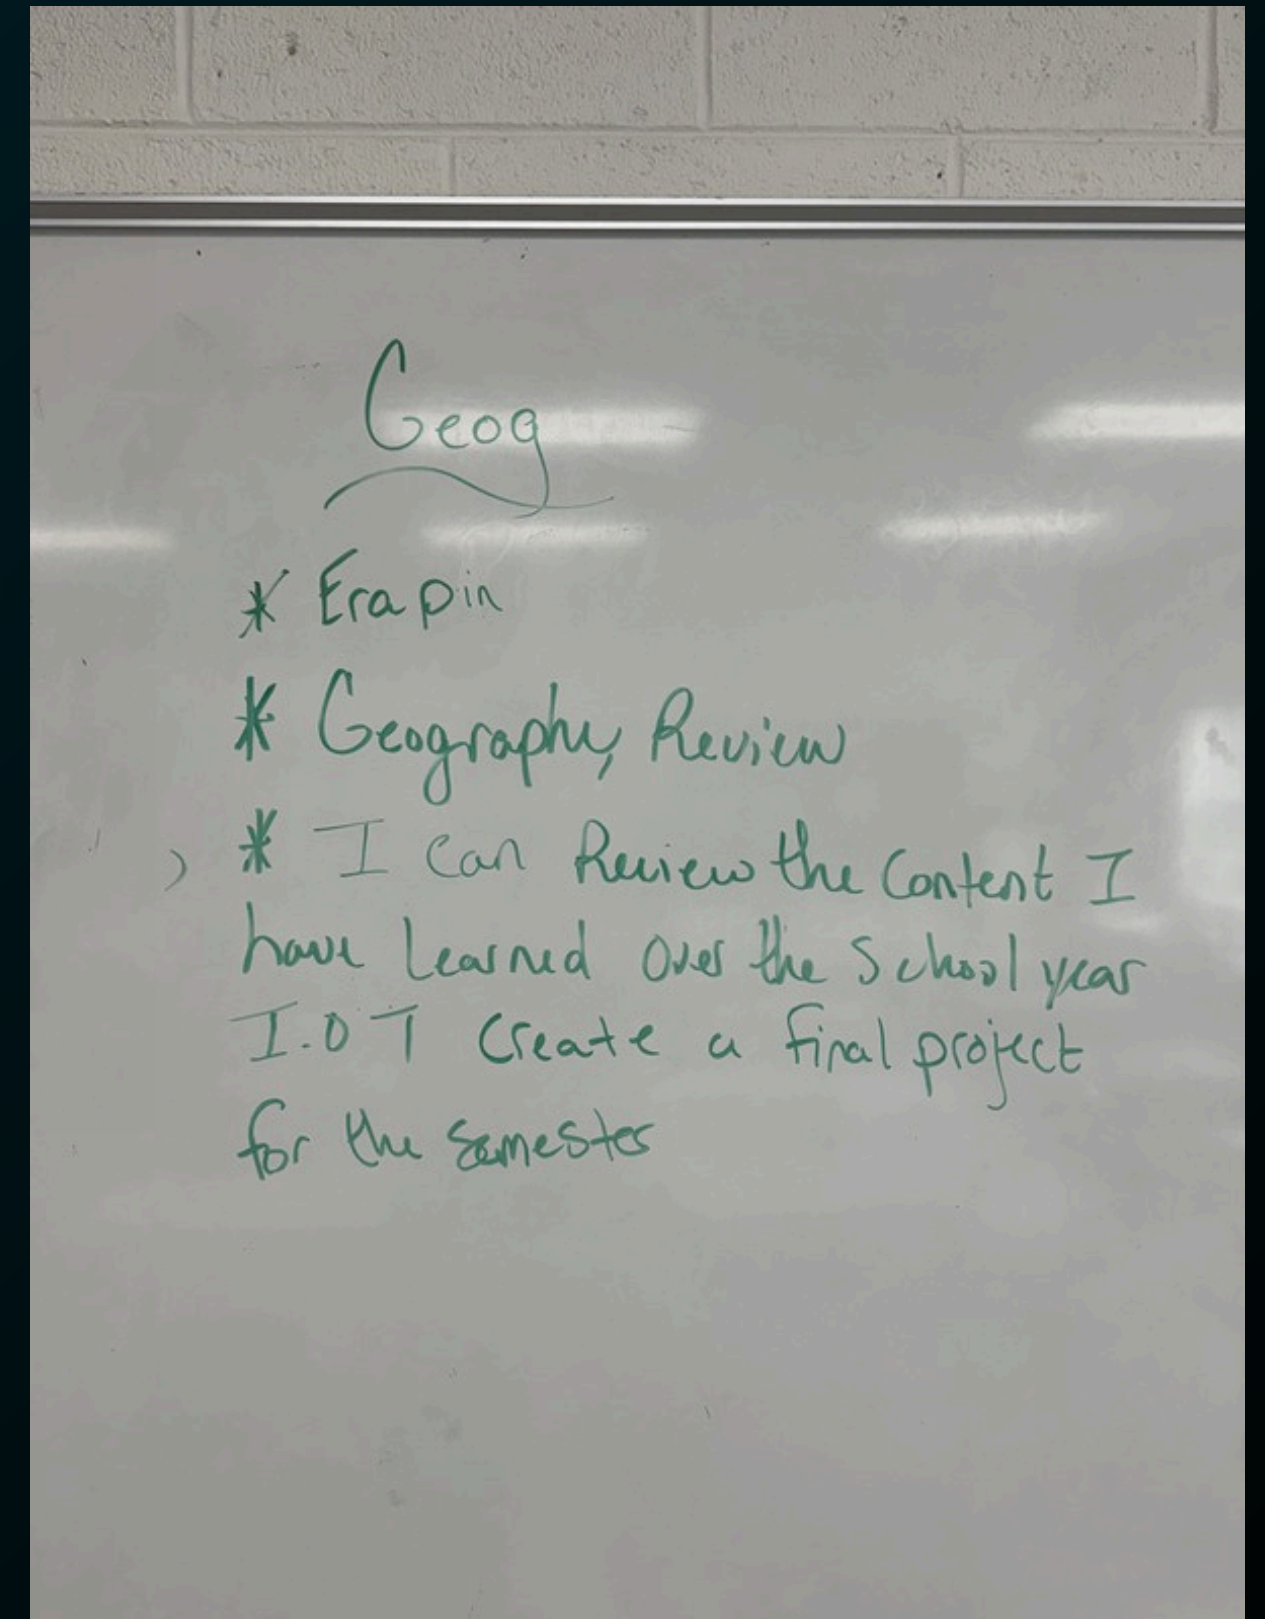 Geog
* Era pin
* Geography Review
* I can Review the Content I
have learned over the School year
I.O T Create a final project
for the semester